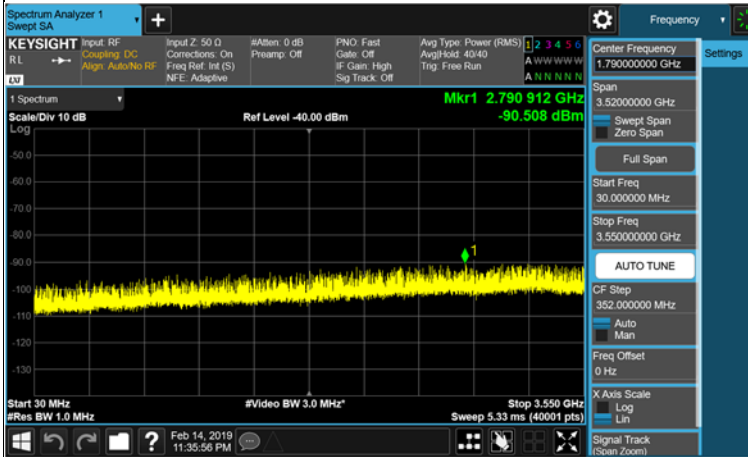 Spectrum Analyzer 1
Swept SA
+
Frequency
KEYSIGHT
RL
LXI
Input: RF
Coupling: DC
Align: Auto/No RF
Input Z: 50 Ω
Corrections: On
Freq Ref: Int (S)
NFE: Adaptive
#Atten: 0 dB
Preamp: Off
PNO: Fast
Gate: Off
IF Gain: High
Sig Track: Off
Avg Type: Power (RMS)
Avg|Hold: 40/40
Trig: Free Run
1 2 3 4 5 6
A W W W W W
A N N N N N
1 Spectrum
Scale/Div 10 dB
Log
Ref Level -40.00 dBm
Mkr1 2.790 912 GHz
-90.508 dBm
-50.0
-60.0
-70.0
-80.0
-90.0
-100
-110
-120
-130
1
Start 30 MHz
#Res BW 1.0 MHz
#Video BW 3.0 MHz*
Stop 3.550 GHz
Sweep 5.33 ms (40001 pts)
?
Feb 14, 2019
11:35:56 PM
Center Frequency
1.790000000 GHz
Settings
Span
3.52000000 GHz
Swept Span
Zero Span
Full Span
Start Freq
30.000000 MHz
Stop Freq
3.550000000 GHz
AUTO TUNE
CF Step
352.000000 MHz
Auto
Man
Freq Offset
0 Hz
X Axis Scale
Log
Lin
Signal Track
(Span Zoom)